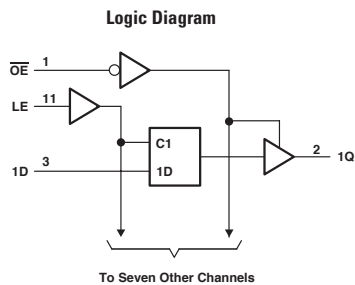 Logic Diagram
OE 1
LE 11
C1
1D 3
1D
2 1Q
To Seven Other Channels